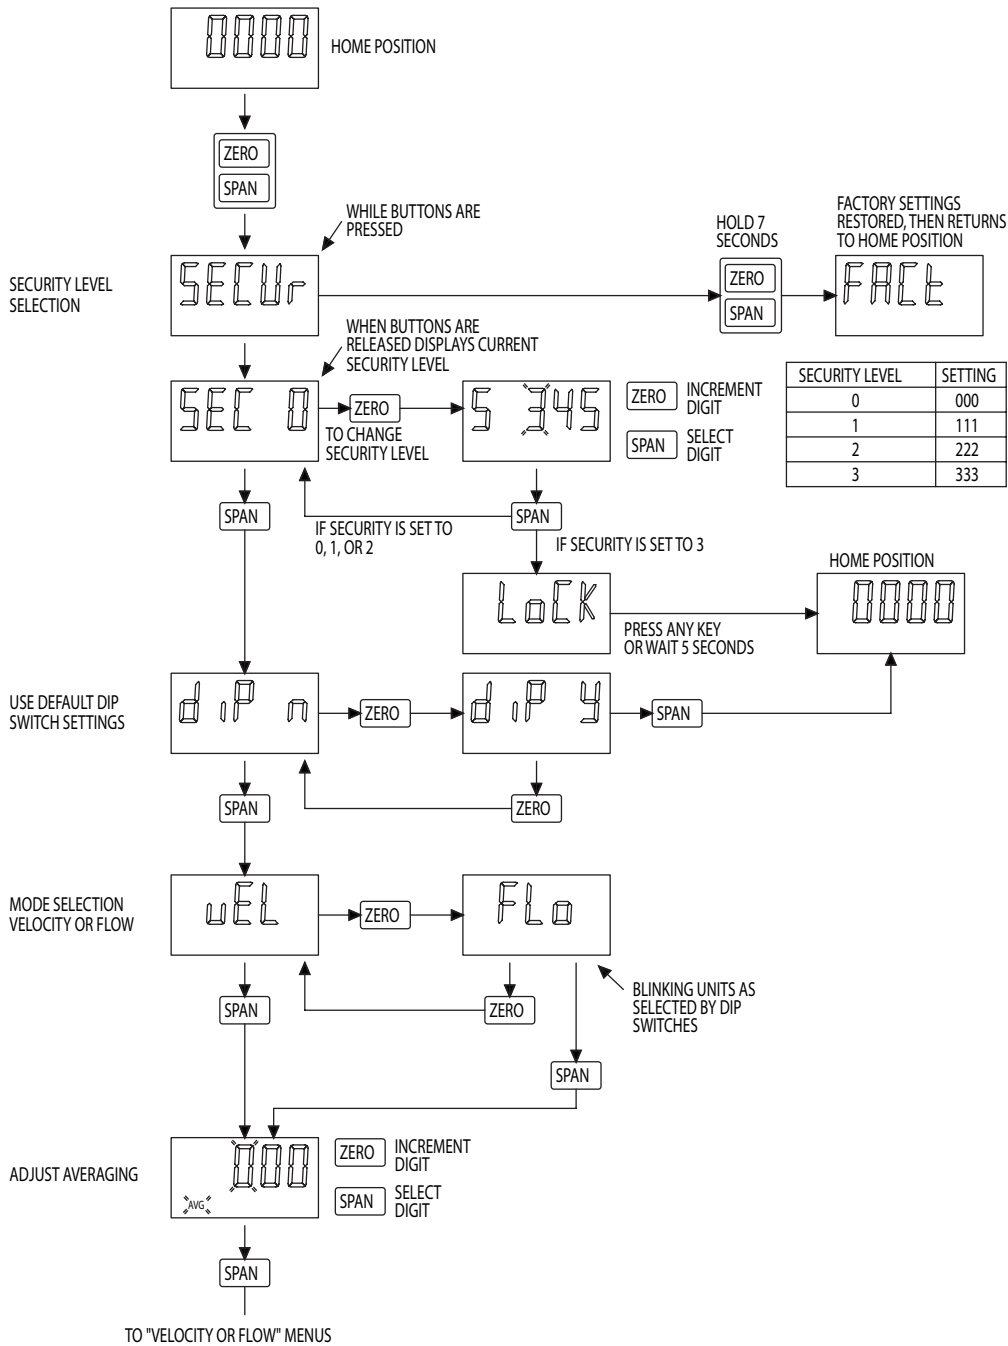 0000
HOME POSITION
ZERO
SPAN
WHILE BUTTONS ARE
PRESSED
HOLD 7
SECONDS
FACTORY SETTINGS
RESTORED, THEN RETURNS
TO HOME POSITION
SECURITY LEVEL
SELECTION
SECUr
ZERO
SPAN
FACt
WHEN BUTTONS ARE
RELEASED DISPLAYS CURRENT
SECURITY LEVEL
SEC 0
ZERO
TO CHANGE
SECURITY LEVEL
S 345
ZERO INCREMENT
DIGIT
SPAN SELECT
DIGIT
SECURITY LEVEL SETTING
0 000
1 111
2 222
3 333
SPAN
IF SECURITY IS SET TO
0, 1, OR 2
SPAN
IF SECURITY IS SET TO 3
LoCK
PRESS ANY KEY
OR WAIT 5 SECONDS
HOME POSITION
0000
USE DEFAULT DIP
SWITCH SETTINGS
diP n
ZERO
diP y
SPAN
SPAN
ZERO
MODE SELECTION
VELOCITY OR FLOW
uEL
ZERO
FLo
BLINKING UNITS AS
SELECTED BY DIP
SWITCHES
SPAN
ZERO
SPAN
ADJUST AVERAGING
000
AVG
ZERO INCREMENT
DIGIT
SPAN SELECT
DIGIT
SPAN
TO "VELOCITY OR FLOW" MENUS